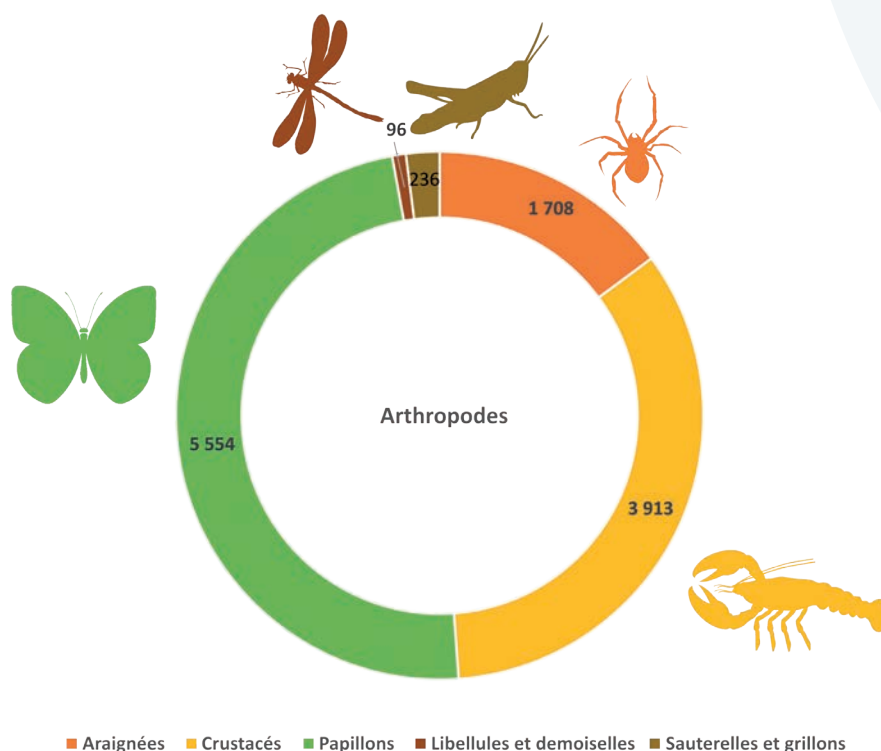 96
236
1 708
Arthropodes
5 554
3 913
Araignées Crustacés Papillons Libellules et demoiselles Sauterelles et grillons